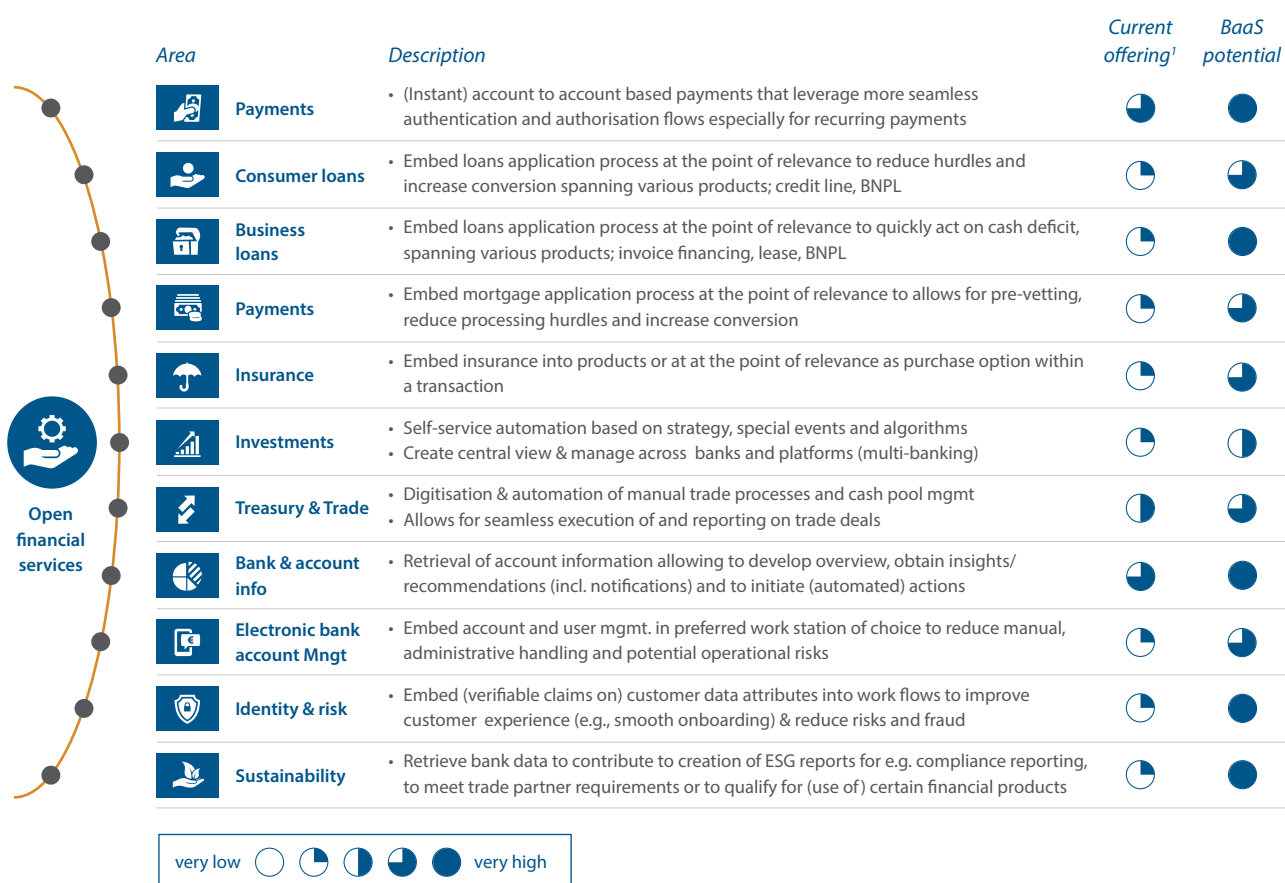 Area Description Current offering¹ BaaS potential
Payments
• (Instant) account to account based payments that leverage more seamless
authentication and authorisation flows especially for recurring payments
Consumer loans
• Embed loans application process at the point of relevance to reduce hurdles and
increase conversion spanning various products; credit line, BNPL
Business
loans
• Embed loans application process at the point of relevance to quickly act on cash deficit,
spanning various products; invoice financing, lease, BNPL
Payments
• Embed mortgage application process at the point of relevance to allows for pre-vetting,
reduce processing hurdles and increase conversion
Insurance
• Embed insurance into products or at at the point of relevance as purchase option within
a transaction
Investments
• Self-service automation based on strategy, special events and algorithms
• Create central view & manage across banks and platforms (multi-banking)
Treasury & Trade
• Digitisation & automation of manual trade processes and cash pool mgmt
• Allows for seamless execution of and reporting on trade deals
Bank & account
info
• Retrieval of account information allowing to develop overview, obtain insights/
recommendations (incl. notifications) and to initiate (automated) actions
Electronic bank
account Mngt
• Embed account and user mgmt. in preferred work station of choice to reduce manual,
administrative handling and potential operational risks
Identity & risk
• Embed (verifiable claims on) customer data attributes into work flows to improve
customer experience (e.g., smooth onboarding) & reduce risks and fraud
Sustainability
• Retrieve bank data to contribute to creation of ESG reports for e.g. compliance reporting,
to meet trade partner requirements or to qualify for (use of) certain financial products
Open
financial
services
very low very high